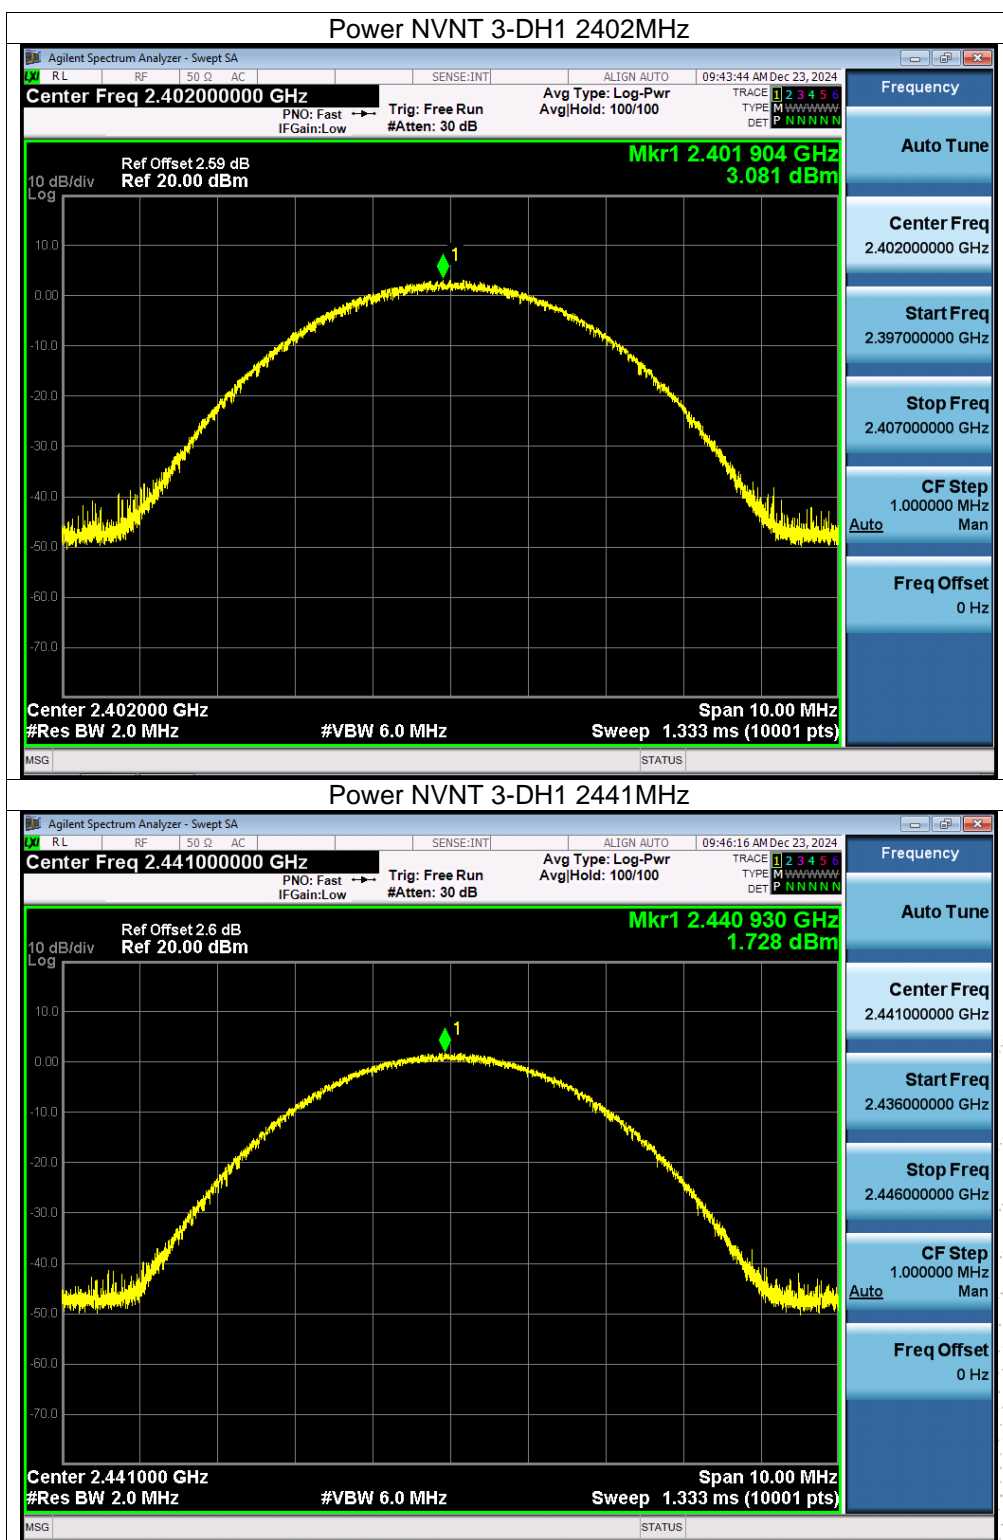 Power NVNT 3-DH1 2402MHz
Agilent Spectrum Analyzer - Swept SA
LXI RL RF 50 Ω AC SENSE:INT ALIGN AUTO 09:43:44 AM Dec 23, 2024
Center Freq 2.402000000 GHz
PNO: Fast
IFGain:Low
Trig: Free Run
#Atten: 30 dB
Avg Type: Log-Pwr
Avg|Hold: 100/100
TRACE 1 2 3 4 5 6
TYPE M WWWWW
DET P N N N N N
Frequency
Auto Tune
Center Freq
2.402000000 GHz
Start Freq
2.397000000 GHz
Stop Freq
2.407000000 GHz
CF Step
1.000000 MHz
Auto Man
Freq Offset
0 Hz
Mkr1 2.401 904 GHz
3.081 dBm
Ref Offset 2.59 dB
10 dB/div Ref 20.00 dBm
Log
1
10.0
0.00
-10.0
-20.0
-30.0
-40.0
-50.0
-60.0
-70.0
Center 2.402000 GHz Span 10.00 MHz
#Res BW 2.0 MHz #VBW 6.0 MHz Sweep 1.333 ms (10001 pts)
MSG STATUS
Power NVNT 3-DH1 2441MHz
Agilent Spectrum Analyzer - Swept SA
LXI RL RF 50 Ω AC SENSE:INT ALIGN AUTO 09:46:16 AM Dec 23, 2024
Center Freq 2.441000000 GHz
PNO: Fast
IFGain:Low
Trig: Free Run
#Atten: 30 dB
Avg Type: Log-Pwr
Avg|Hold: 100/100
TRACE 1 2 3 4 5 6
TYPE M WWWWW
DET P N N N N N
Frequency
Auto Tune
Center Freq
2.441000000 GHz
Start Freq
2.436000000 GHz
Stop Freq
2.446000000 GHz
CF Step
1.000000 MHz
Auto Man
Freq Offset
0 Hz
Mkr1 2.440 930 GHz
1.728 dBm
Ref Offset 2.6 dB
10 dB/div Ref 20.00 dBm
Log
1
10.0
0.00
-10.0
-20.0
-30.0
-40.0
-50.0
-60.0
-70.0
Center 2.441000 GHz Span 10.00 MHz
#Res BW 2.0 MHz #VBW 6.0 MHz Sweep 1.333 ms (10001 pts)
MSG STATUS